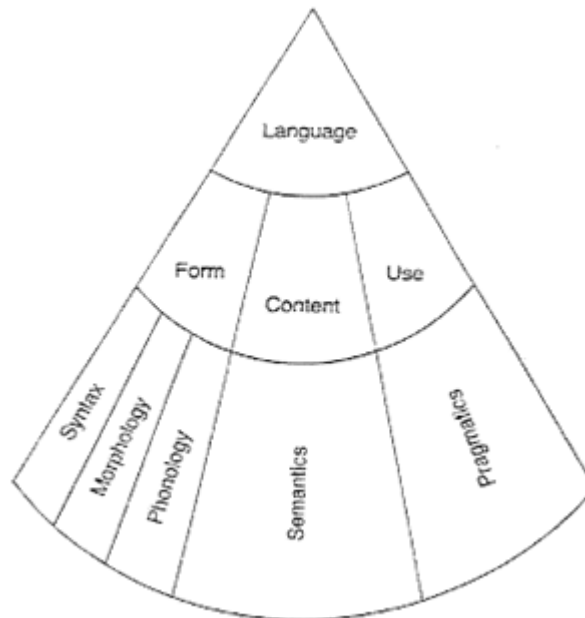 Language
Form
Content
Use
Syntax
Morphology
Phonology
Semantics
Pragmatics